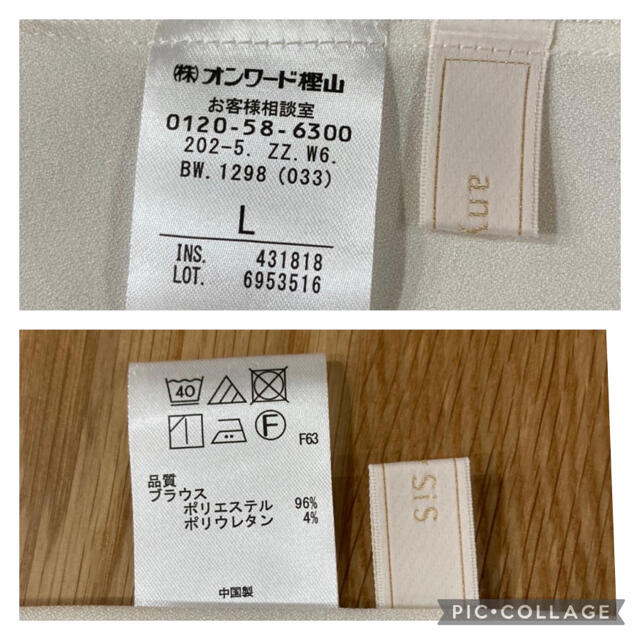 ㈱オンワード樫山
お客様相談室
0120-58-6300
202-5. ZZ.W6.
BW.1298 (033)
L
INS. 431818
LOT. 6953516
any
40
F
F63
品質
ブラウス
ポリエステル 96%
ポリウレタン 4%
中国製
SiS
PIC•COLLAGE